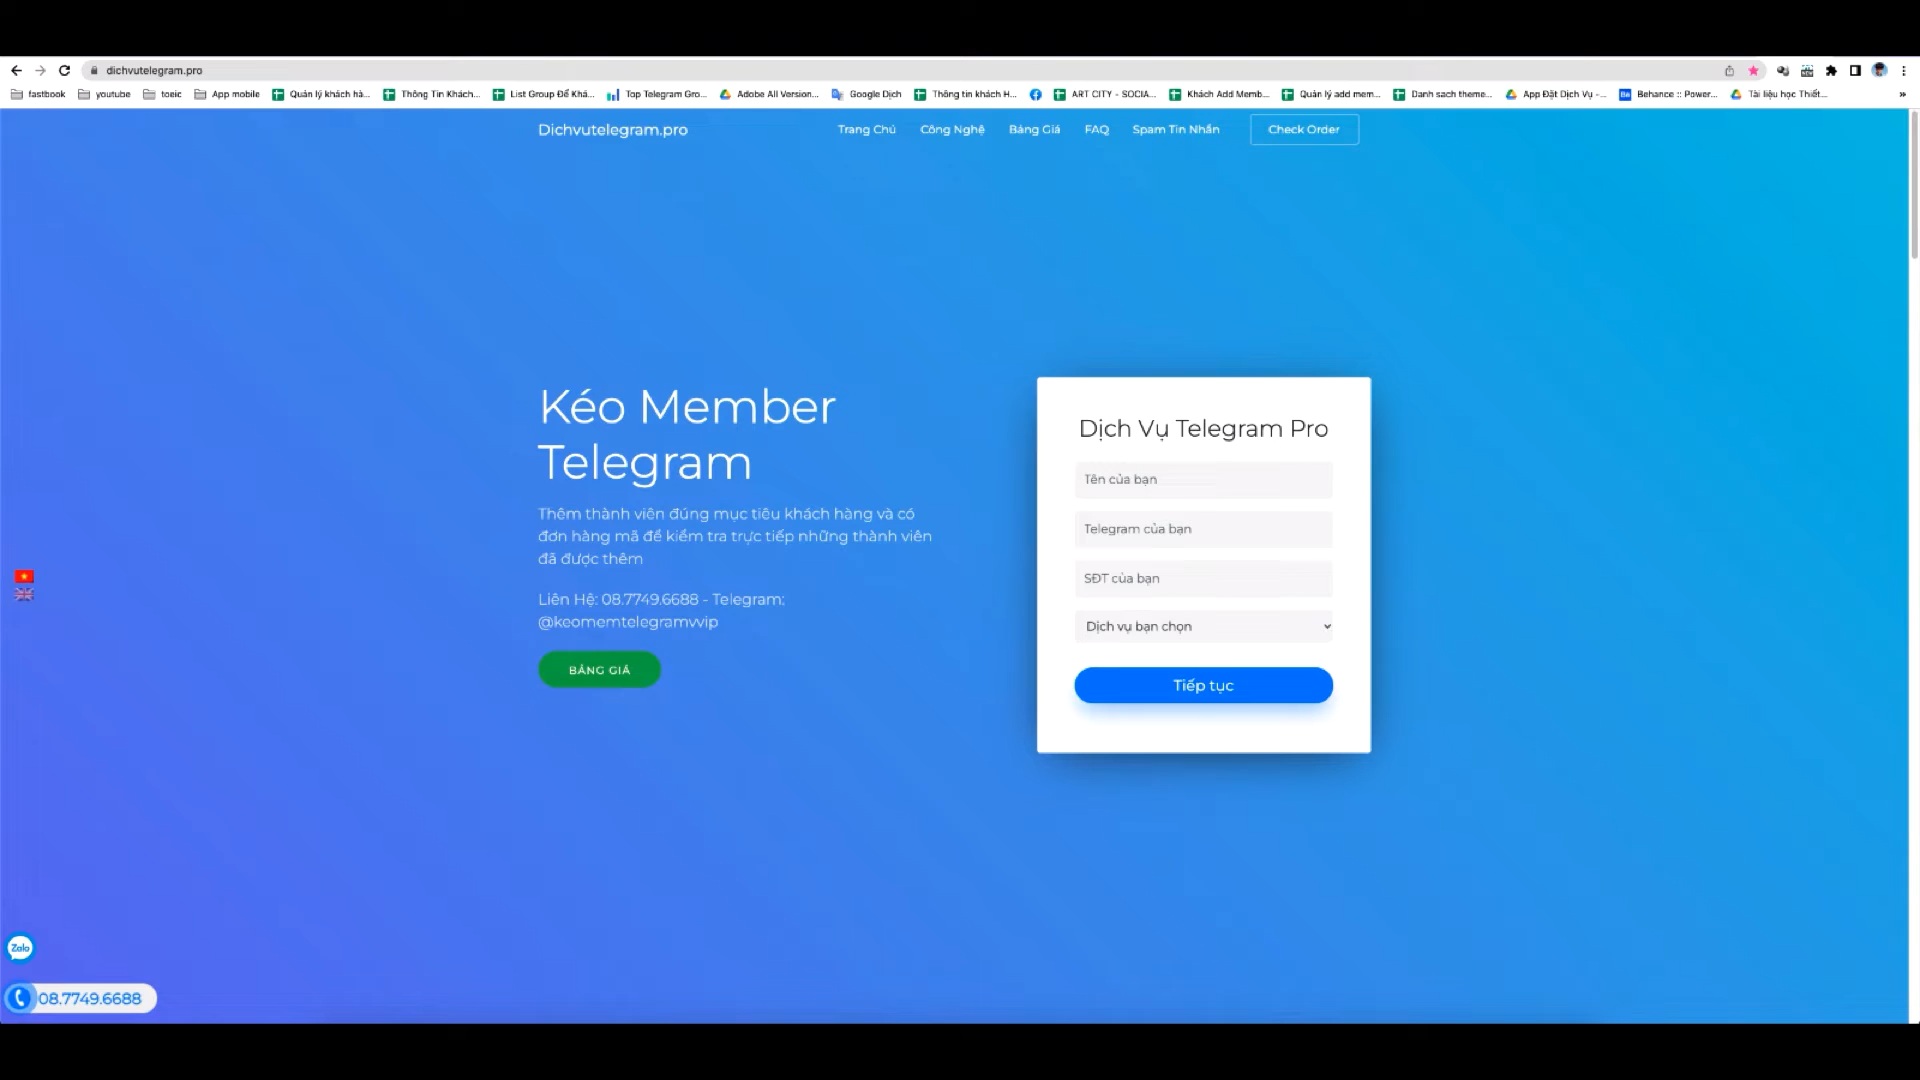 dichvutelegram.pro
fastbook youtube toeic App mobile Quản lý khách hà... Thông Tin Khách... List Group Để Khá... Top Telegram Gro... Adobe All Version... Google Dịch Thông tin khách H... ART CITY - SOCIA... Khách Add Memb... Quản lý add mem... Danh sach theme... App Đặt Dịch Vụ -... Behance :: Power... Tài liệu học Thiết...
Dichvutelegram.pro
Trang Chủ Công Nghệ Bảng Giá FAQ Spam Tin Nhắn Check Order
Kéo Member
Telegram
Thêm thành viên đúng mục tiêu khách hàng và có
đơn hàng mã để kiểm tra trực tiếp những thành viên
đã được thêm
Liên Hệ: 08.7749.6688 - Telegram:
@keomemtelegramvvip
BẢNG GIÁ
Dịch Vụ Telegram Pro
Tên của bạn
Telegram của bạn
SĐT của bạn
Dịch vụ bạn chọn
Tiếp tục
Zalo
08.7749.6688